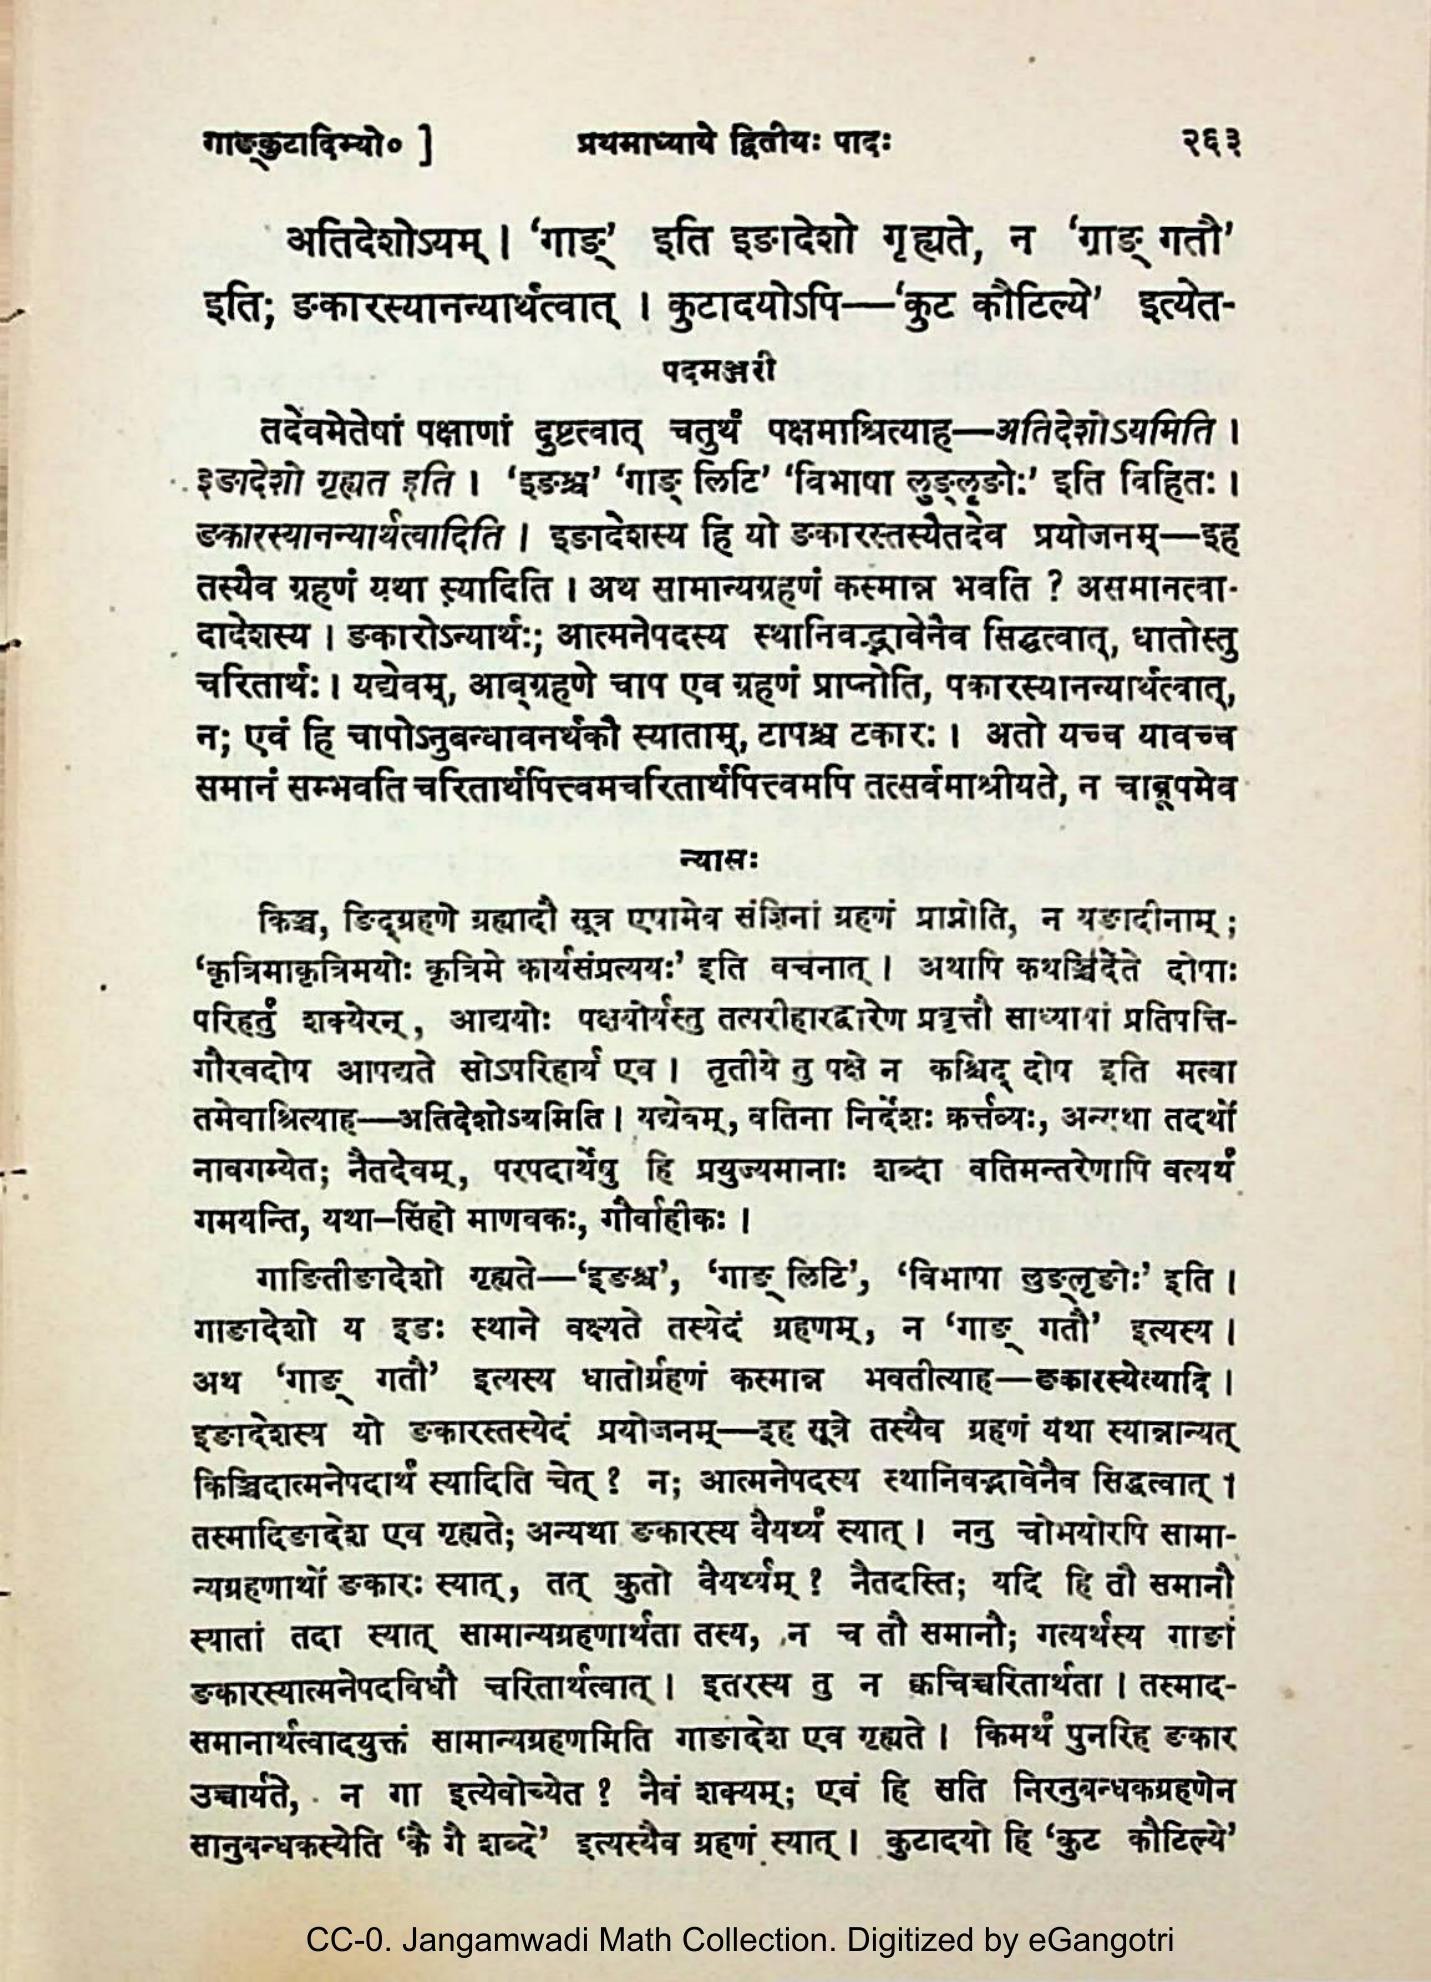 गाङ्कुटादिभ्यो० ] प्रथमाध्याये द्वितीयः पादः २६३
अतिदेशोऽयम् । ‘गाङ्’ इति इङादेशो गृह्यते, न ‘गाङ् गतौ’
इति; ङकारस्यानन्यार्थत्वात् । कुटादयोऽपि—‘कुट कौटिल्ये’ इत्येत-
पदमञ्जरी
तदेवमेतेषां पक्षाणां दुष्टत्वात् चतुर्थं पक्षमाश्रित्याह—अतिदेशोऽयमिति ।
इङादेशो गृह्यत इति । ‘इङश्च’ ‘गाङ् लिटि’ ‘विभाषा लुङ्लृङोः’ इति विहितः ।
ङकारस्यानन्यार्थत्वादिति । इङादेशस्य हि यो ङकारस्तस्यैतदेव प्रयोजनम्—इह
तस्यैव ग्रहणं यथा स्यादिति । अथ सामान्यग्रहणं कस्मान्न भवति ? असमानत्वा-
दादेशस्य । ङकारोऽन्यार्थः; आत्मनेपदस्य स्थानिवद्भावेनैव सिद्धत्वात्, धातोस्तु
चरितार्थः । यद्येवम्, आब्ग्रहणे चाप एव ग्रहणं प्राप्नोति, पकारस्यानन्यार्थत्वात्,
न; एवं हि चापोऽनुबन्धावनर्थकौ स्याताम्, टापश्च टकारः । अतो यच्च यावच्च
समानं सम्भवति चरितार्थपित्त्वमचरितार्थपित्त्वमपि तत्सर्वमाश्रीयते, न चाब्रूपमेव
न्यासः
किञ्च, ङिद्ग्रहणे ग्रह्यादौ सूत्र एषामेव संज्ञिनां ग्रहणं प्राप्नोति, न यङादीनाम् ;
‘कृत्रिमाकृत्रिमयोः कृत्रिमे कार्यसंप्रत्ययः’ इति वचनात् । अथापि कथञ्चिदेते दोषाः
परिहर्तुं शक्येरन् , आद्ययोः पक्षयोर्यस्तु तत्परीहारद्वारेण प्रवृत्तौ साध्यायां प्रतिपत्ति-
गौरवदोष आपद्यते सोऽपरिहार्य एव । तृतीये तु पक्षे न कश्चिद् दोष इति मत्वा
तमेवाश्रित्याह—अतिदेशोऽयमिति । यद्येवम् , वतिना निर्देशः कर्त्तव्यः, अन्यथा तदर्थो
नावगम्येत; नैतदेवम् , परपदार्थेषु हि प्रयुज्यमानाः शब्दा वतिमन्तरेणापि वत्यर्थं
गमयन्ति, यथा—सिंहो माणवकः, गौर्वाहीकः ।
गाङितीङादेशो गृह्यते—‘इङश्च’, ‘गाङ् लिटि’, ‘विभाषा लुङ्लृङोः’ इति ।
गाङादेशो य इङः स्थाने वक्ष्यते तस्येदं ग्रहणम् , न ‘गाङ् गतौ’ इत्यस्य ।
अथ ‘गाङ् गतौ’ इत्यस्य धातोर्ग्रहणं कस्मान्न भवतीत्याह—ङकारस्येत्यादि ।
इङादेशस्य यो ङकारस्तस्येदं प्रयोजनम्—इह सूत्रे तस्यैव ग्रहणं यथा स्यान्नान्यत्
किञ्चिदात्मनेपदार्थं स्यादिति चेत् ? न; आत्मनेपदस्य स्थानिवद्भावेनैव सिद्धत्वात् ।
तस्मादिङादेश एव गृह्यते; अन्यथा ङकारस्य वैयर्थ्यं स्यात् । ननु चोभयोरपि सामा-
न्यग्रहणार्थो ङकारः स्यात् , तत् कुतो वैयर्थ्यम् ? नैतदस्ति; यदि हि तौ समानौ
स्यातां तदा स्यात् सामान्यग्रहणार्थता तस्य, न च तौ समानौ; गत्यर्थस्य गाङां
ङकारस्यात्मनेपदविधौ चरितार्थत्वात् । इतरस्य तु न क्वचिच्चरितार्थता । तस्माद-
समानार्थत्वादयुक्तं सामान्यग्रहणमिति गाङादेश एव गृह्यते । किमर्थं पुनरिह ङकार
उच्चार्यते, न गा इत्येवोच्येत ? नैवं शक्यम्; एवं हि सति निरनुबन्धकग्रहणेन
सानुबन्धकस्येति ‘कै गै शब्दे’ इत्यस्यैव ग्रहणं स्यात् । कुटादयो हि ‘कुट कौटिल्ये’
CC-0. Jangamwadi Math Collection. Digitized by eGangotri